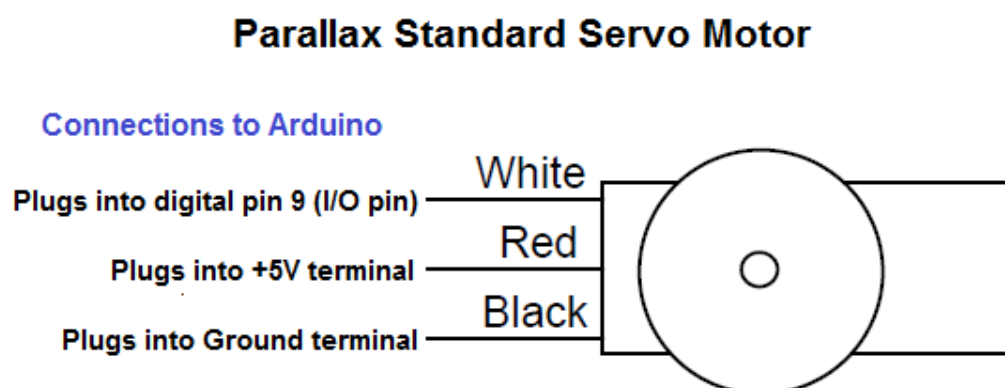 Parallax Standard Servo Motor
Connections to Arduino
White
Plugs into digital pin 9 (I/O pin)
Red
Plugs into +5V terminal
Black
Plugs into Ground terminal